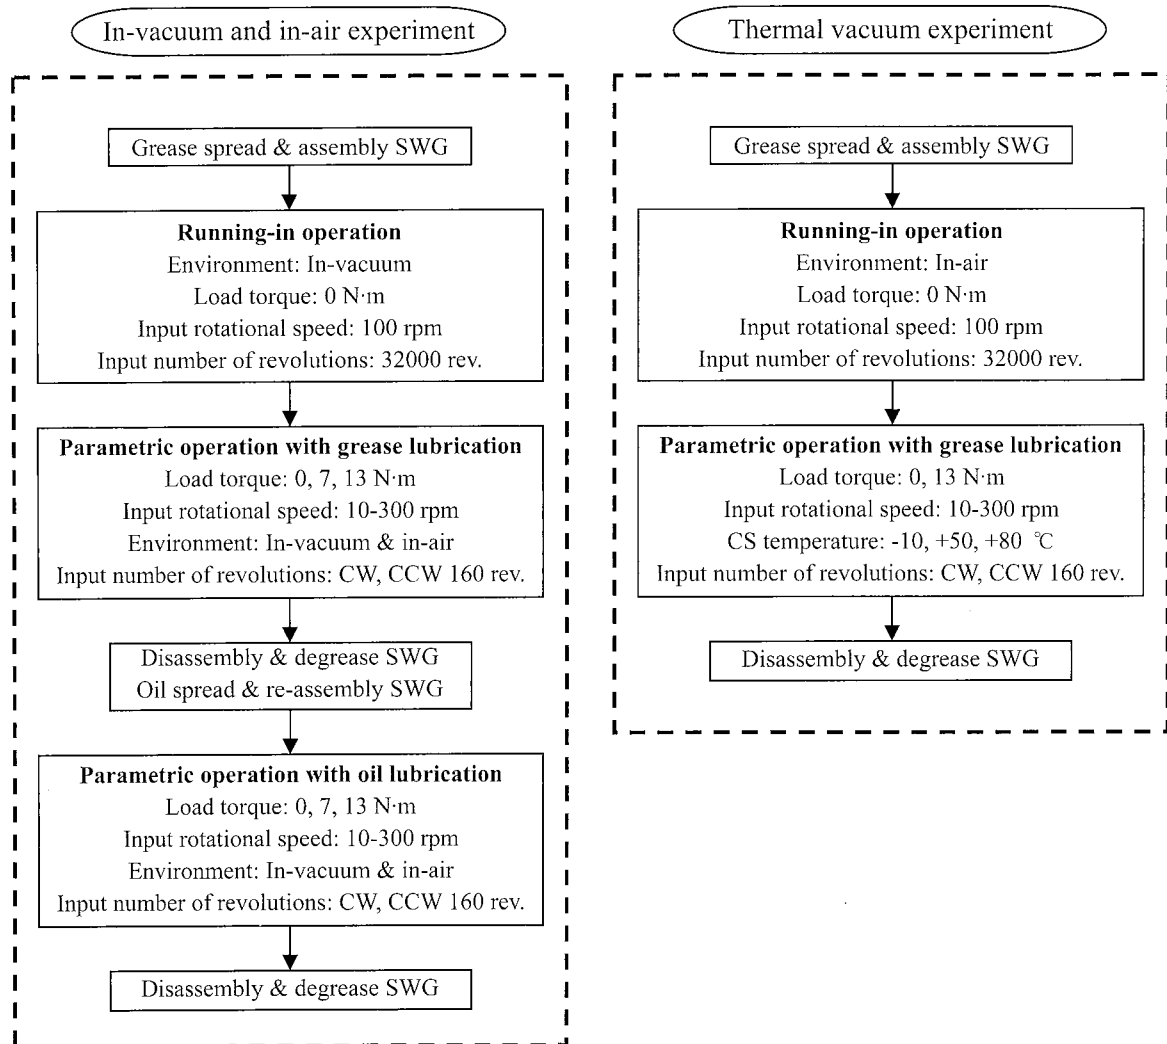 In-vacuum and in-air experiment
Grease spread & assembly SWG
Running-in operation
Environment: In-vacuum
Load torque: 0 N·m
Input rotational speed: 100 rpm
Input number of revolutions: 32000 rev.
Parametric operation with grease lubrication
Load torque: 0, 7, 13 N·m
Input rotational speed: 10-300 rpm
Environment: In-vacuum & in-air
Input number of revolutions: CW, CCW 160 rev.
Disassembly & degrease SWG
Oil spread & re-assembly SWG
Parametric operation with oil lubrication
Load torque: 0, 7, 13 N·m
Input rotational speed: 10-300 rpm
Environment: In-vacuum & in-air
Input number of revolutions: CW, CCW 160 rev.
Disassembly & degrease SWG
Thermal vacuum experiment
Grease spread & assembly SWG
Running-in operation
Environment: In-air
Load torque: 0 N·m
Input rotational speed: 100 rpm
Input number of revolutions: 32000 rev.
Parametric operation with grease lubrication
Load torque: 0, 13 N·m
Input rotational speed: 10-300 rpm
CS temperature: -10, +50, +80 ℃
Input number of revolutions: CW, CCW 160 rev.
Disassembly & degrease SWG